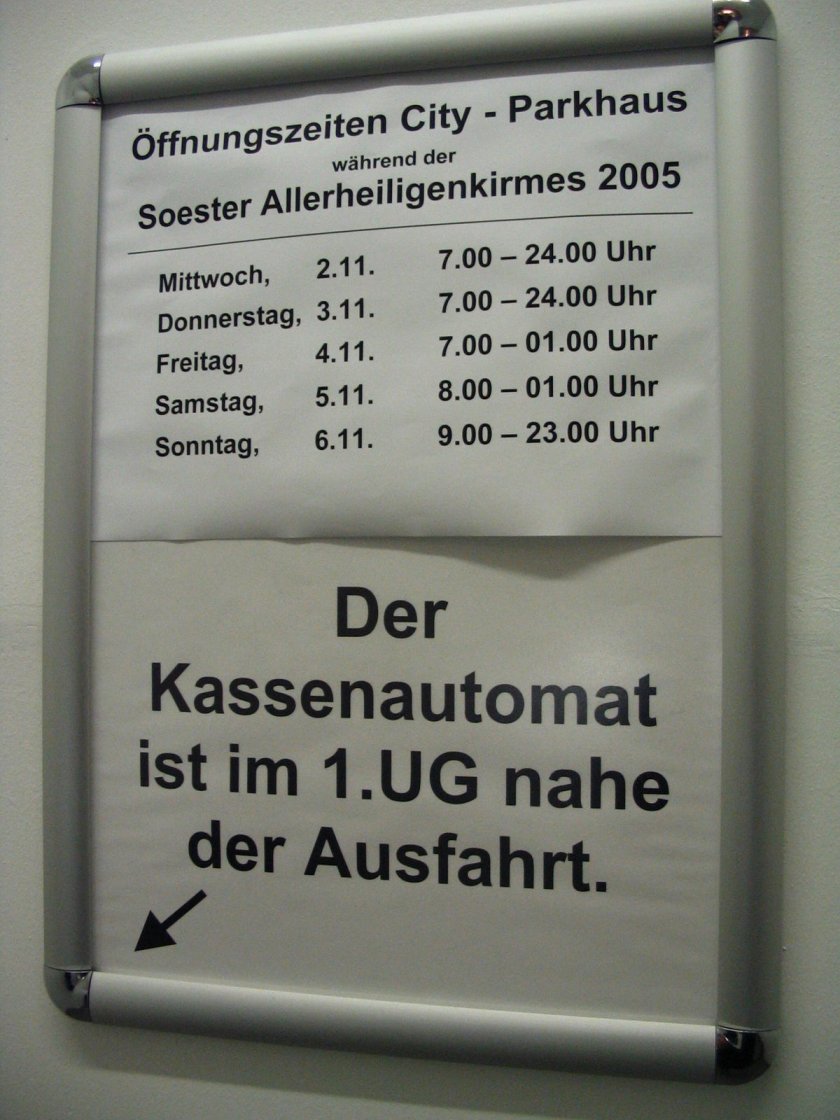 Öffnungszeiten City - Parkhaus
während der
Soester Allerheiligenkirmes 2005
Mittwoch, 2.11. 7.00 – 24.00 Uhr
Donnerstag, 3.11. 7.00 – 24.00 Uhr
Freitag, 4.11. 7.00 – 01.00 Uhr
Samstag, 5.11. 8.00 – 01.00 Uhr
Sonntag, 6.11. 9.00 – 23.00 Uhr
Der
Kassenautomat
ist im 1.UG nahe
der Ausfahrt.